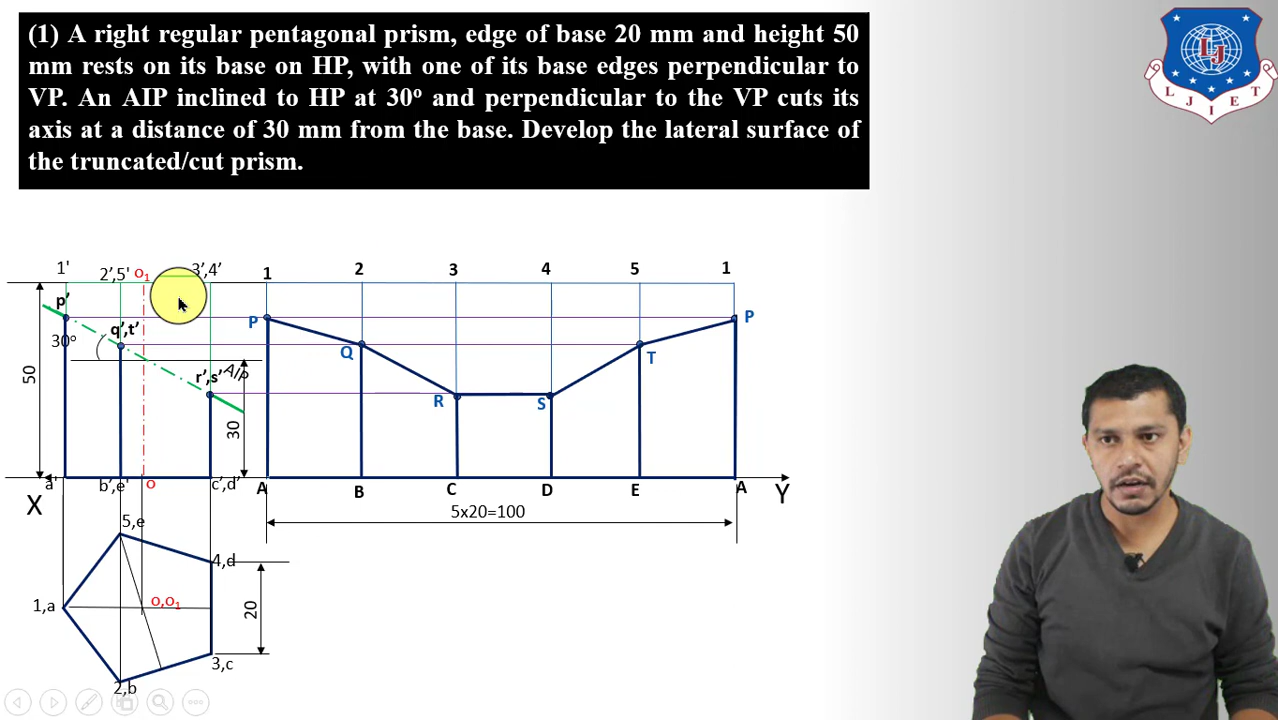 (1) A right regular pentagonal prism, edge of base 20 mm and height 50
mm rests on its base on HP, with one of its base edges perpendicular to
VP. An AIP inclined to HP at 30º and perpendicular to the VP cuts its
axis at a distance of 30 mm from the base. Develop the lateral surface of
the truncated/cut prism.
L J I E T
LJ
1' 2',5' o₁ 3',4' 1 2 3 4 5 1
p' P P
q',t' Q T
30º
r',s' AIP R S
50
30
a' b',e' o c',d' A B C D E A
X Y
5x20=100
5,e
4,d
1,a o,o₁
20
3,c
2,b